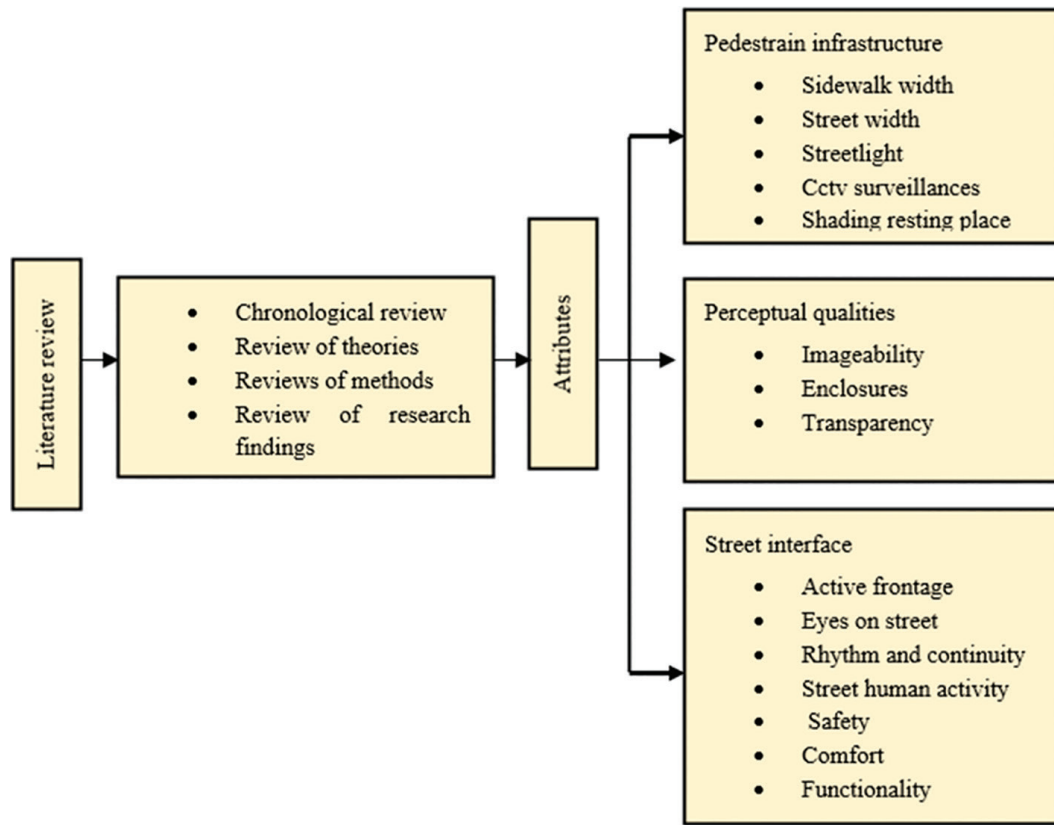 Literature review
• Chronological review
• Review of theories
• Reviews of methods
• Review of research
findings
Attributes
Pedestrain infrastructure
• Sidewalk width
• Street width
• Streetlight
• Cctv surveillances
• Shading resting place
Perceptual qualities
• Imageability
• Enclosures
• Transparency
Street interface
• Active frontage
• Eyes on street
• Rhythm and continuity
• Street human activity
• Safety
• Comfort
• Functionality